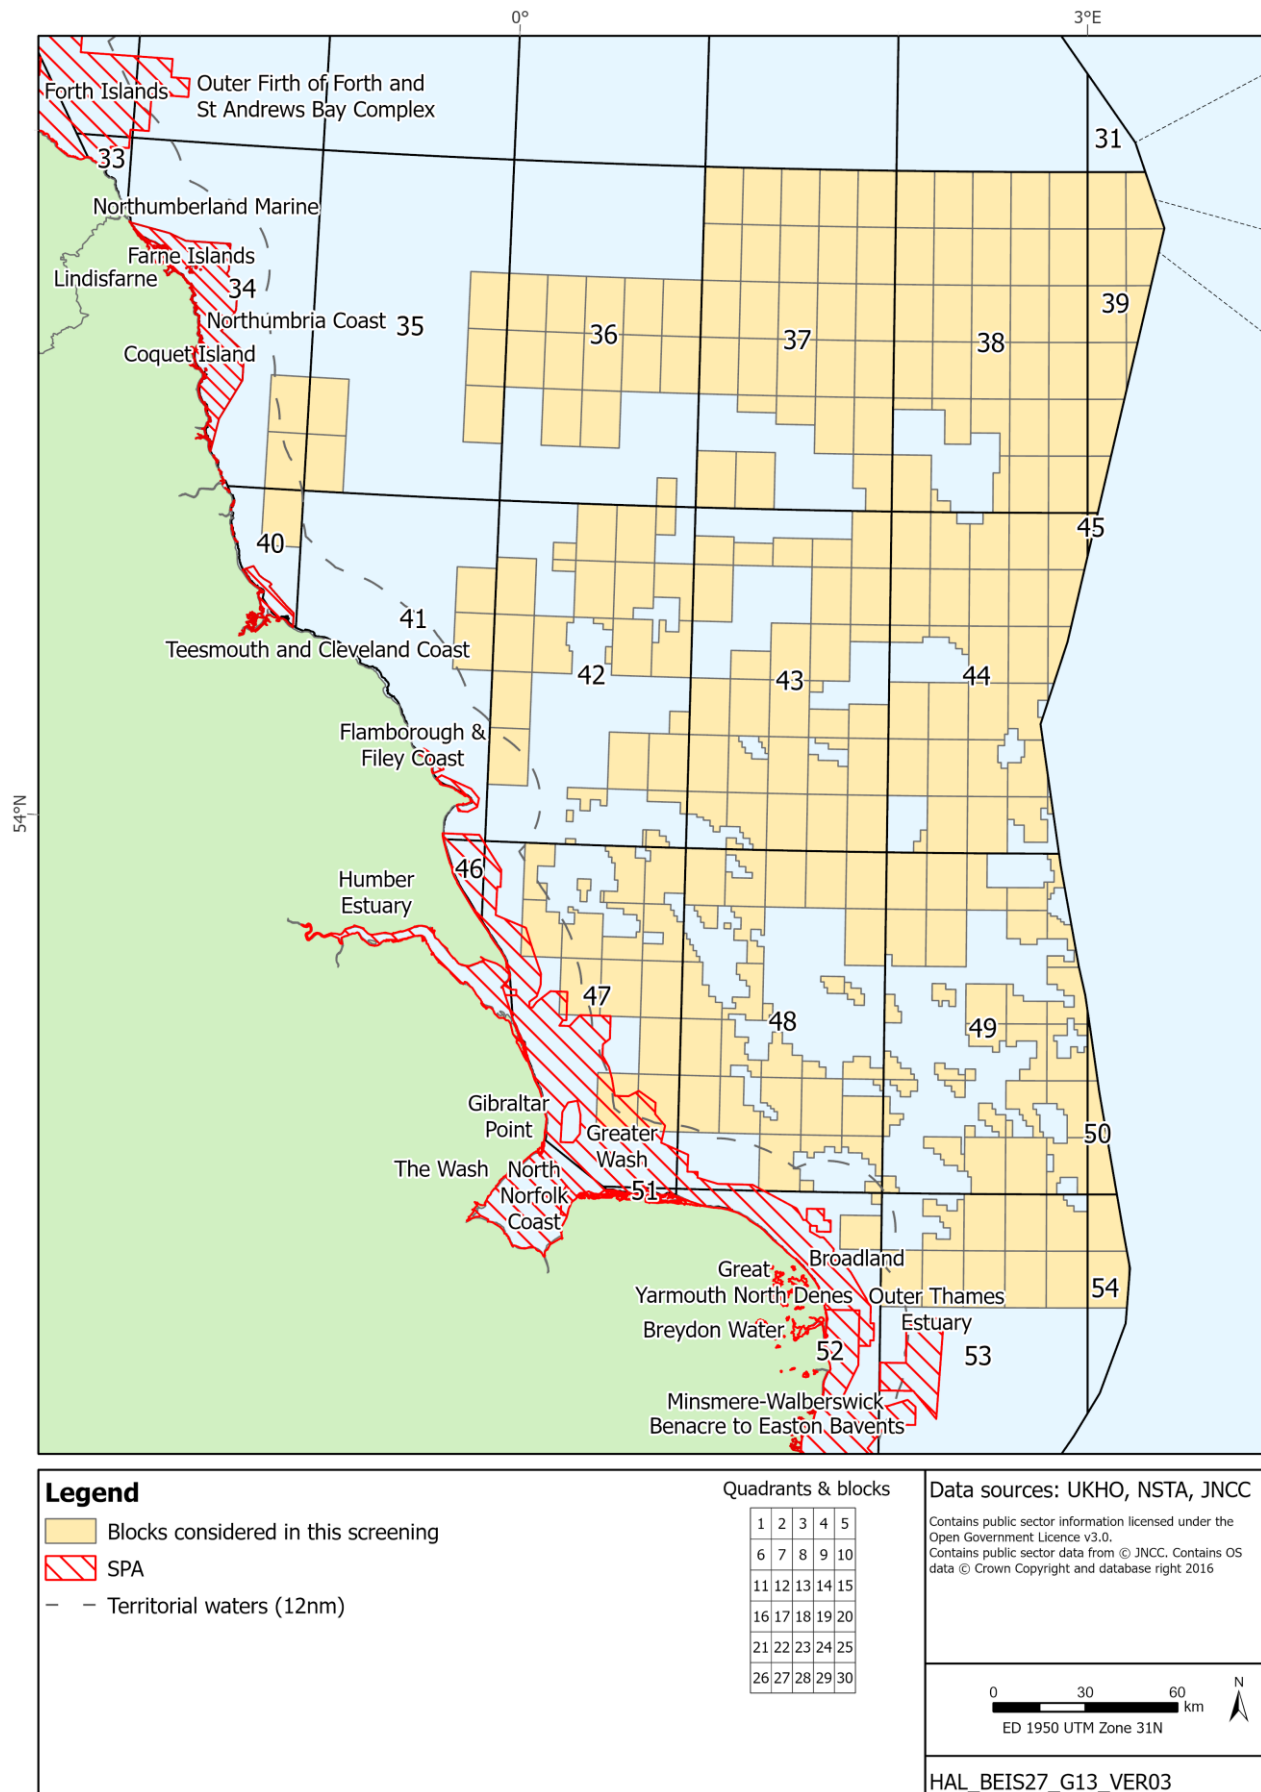 0°
3°E
Forth Islands
Outer Firth of Forth and
St Andrews Bay Complex
31
33
Northumberland Marine
Farne Islands
Lindisfarne
34
39
Northumbria Coast
35
36
37
38
Coquet Island
45
40
41
Teesmouth and Cleveland Coast
42
43
44
Flamborough &
Filey Coast
54°N
46
Humber
Estuary
47
48
49
Gibraltar
Point
Greater
Wash
50
The Wash
North
Norfolk
Coast
51
Broadland
Great
Yarmouth North Denes
Outer Thames
Estuary
54
Breydon Water
52
53
Minsmere-Walberswick
Benacre to Easton Bavents
Legend
Blocks considered in this screening
SPA
Territorial waters (12nm)
Quadrants & blocks
1 2 3 4 5
6 7 8 9 10
11 12 13 14 15
16 17 18 19 20
21 22 23 24 25
26 27 28 29 30
Data sources: UKHO, NSTA, JNCC
Contains public sector information licensed under the
Open Government Licence v3.0.
Contains public sector data from © JNCC. Contains OS
data © Crown Copyright and database right 2016
0 30 60
km
N
ED 1950 UTM Zone 31N
HAL_BEIS27_G13_VER03